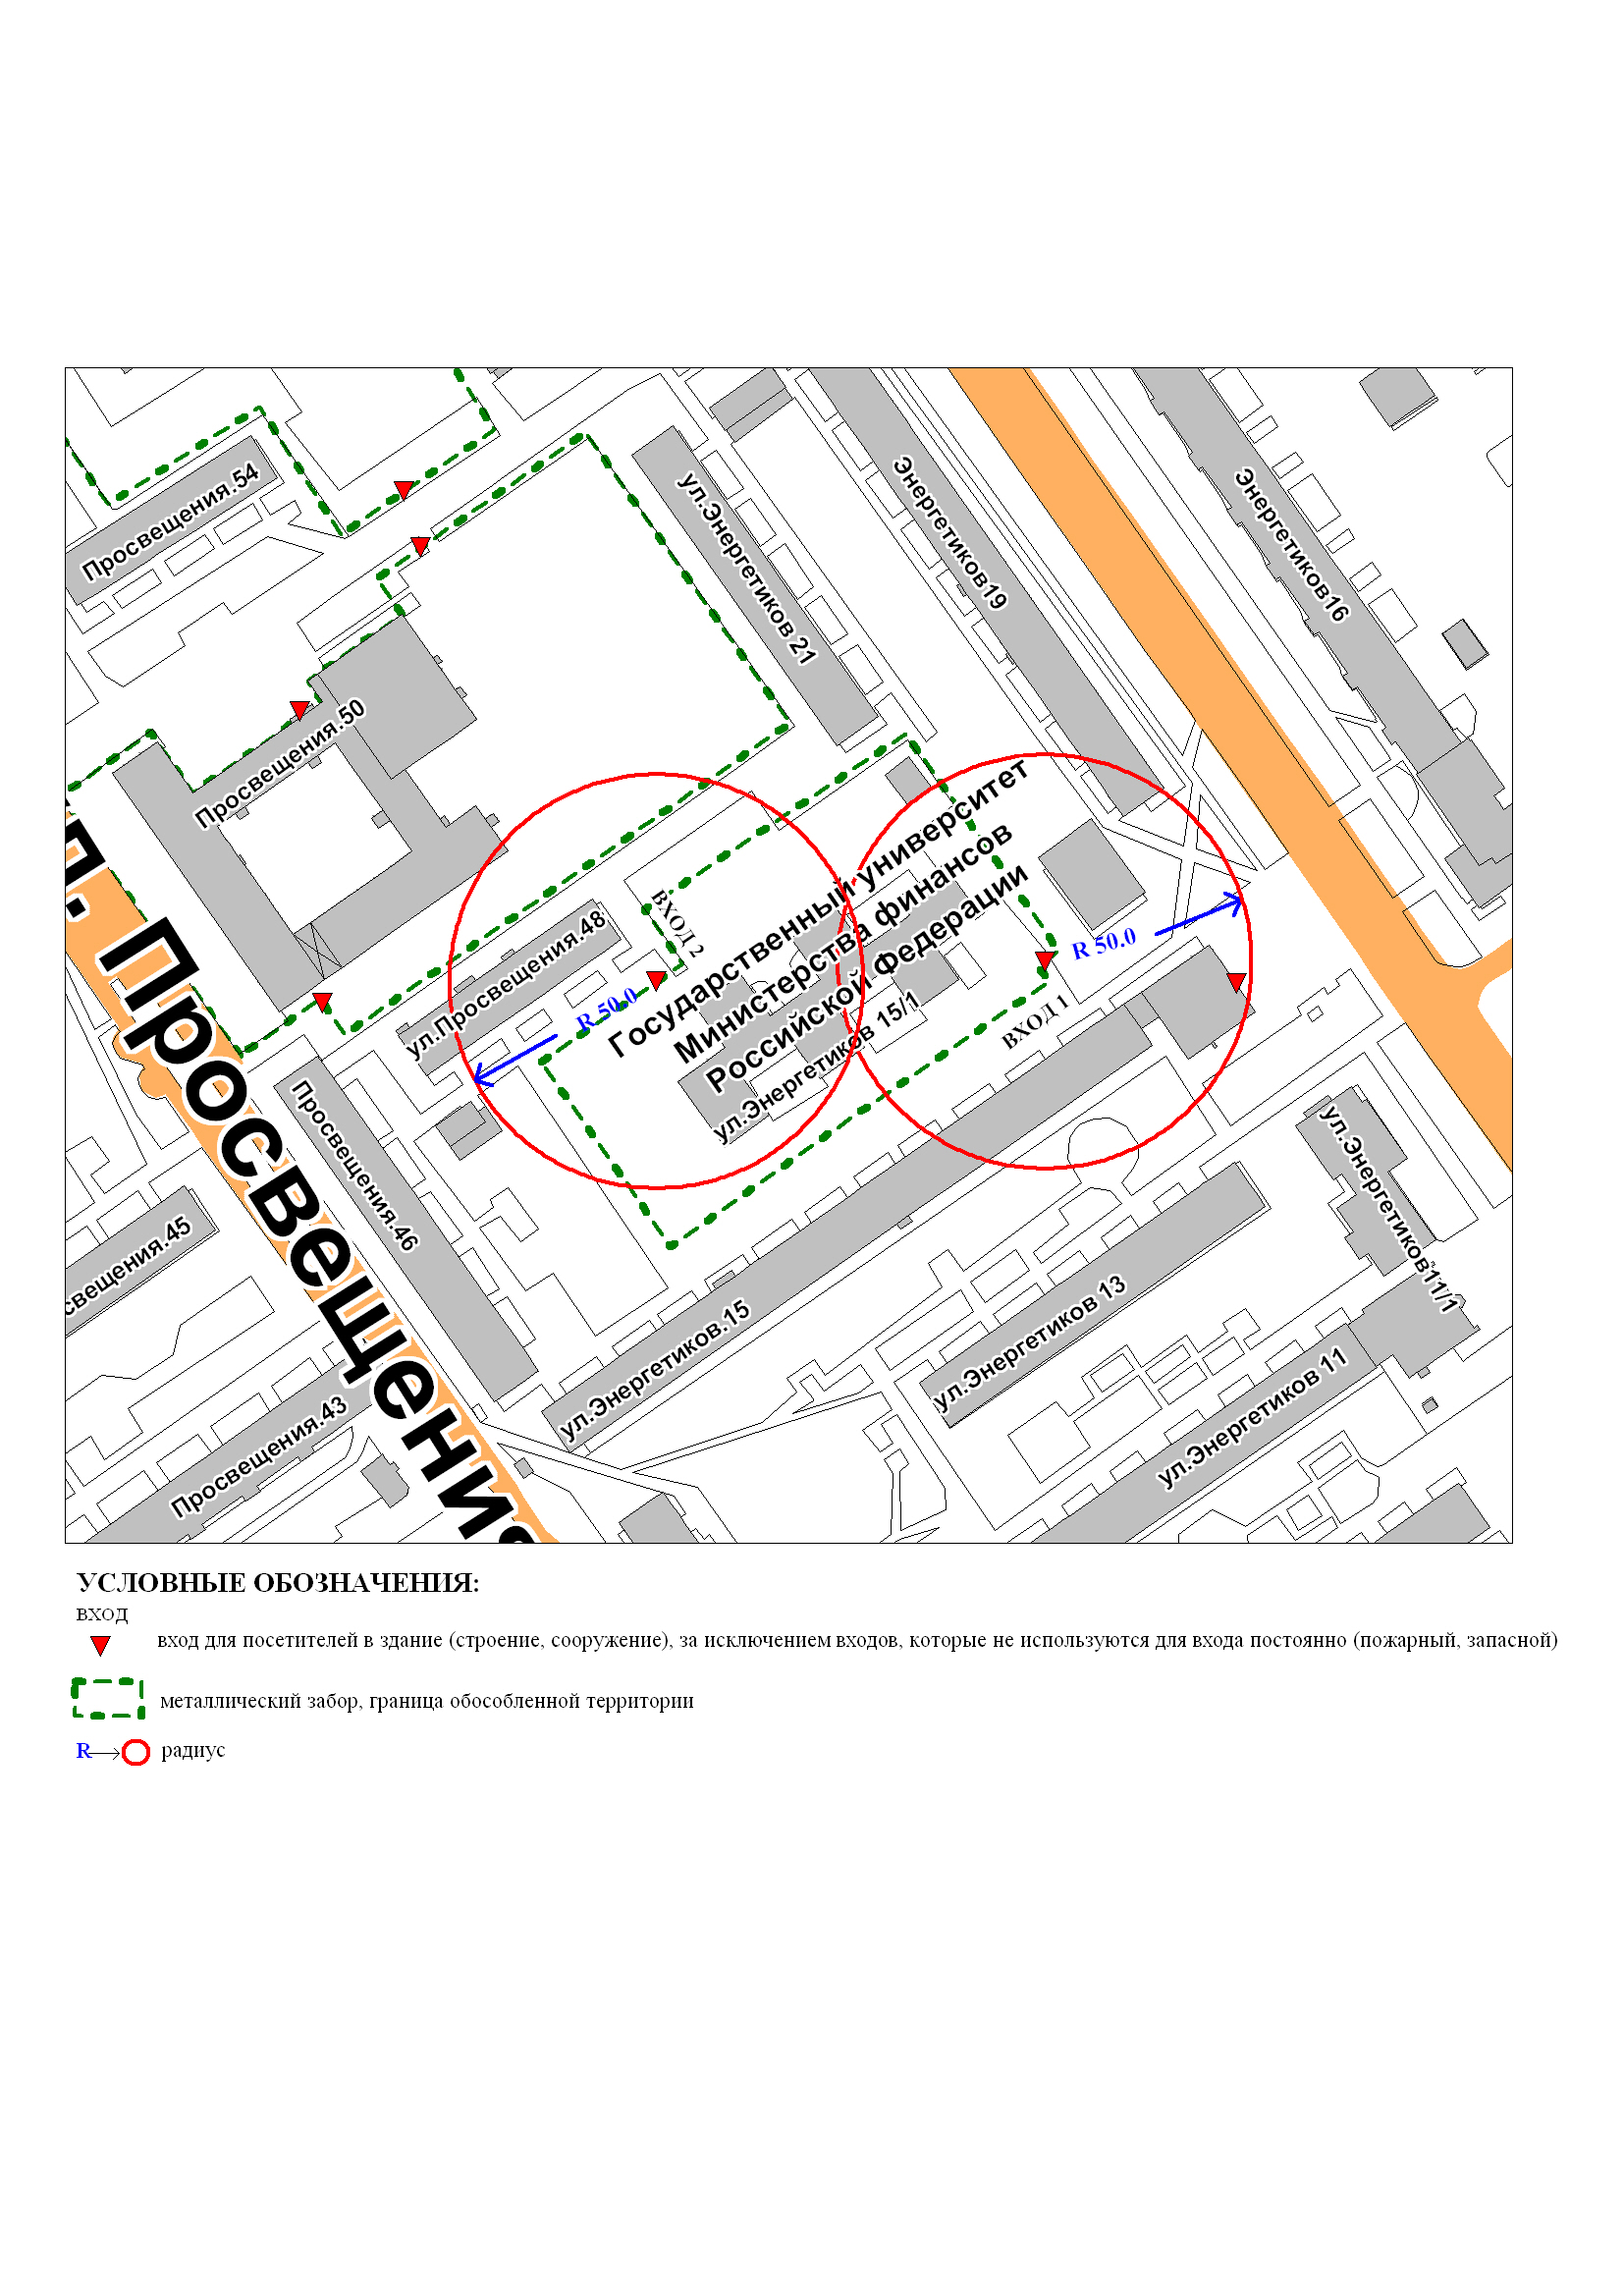 Просвещения.54
ул.Энергетиков 21
Энергетиков19
Энергетиков16
Просвещения.50
Государственный университет
Министерства финансов
Российской Федерации
ул.Энергетиков 15/1
ВХОД 2
ул.Просвещения.48
R 50.0
R 50.0
ВХОД 1
Просвещения.46
л. Просвещения
свещения.45
Просвещения.43
ул.Энергетиков.15
ул.Энергетиков 13
ул.Энергетиков11/1
ул.Энергетиков 11
УСЛОВНЫЕ ОБОЗНАЧЕНИЯ:
ВХОД
вход для посетителей в здание (строение, сооружение), за исключением входов, которые не используются для входа постоянно (пожарный, запасной)
металлический забор, граница обособленной территории
R
радиус